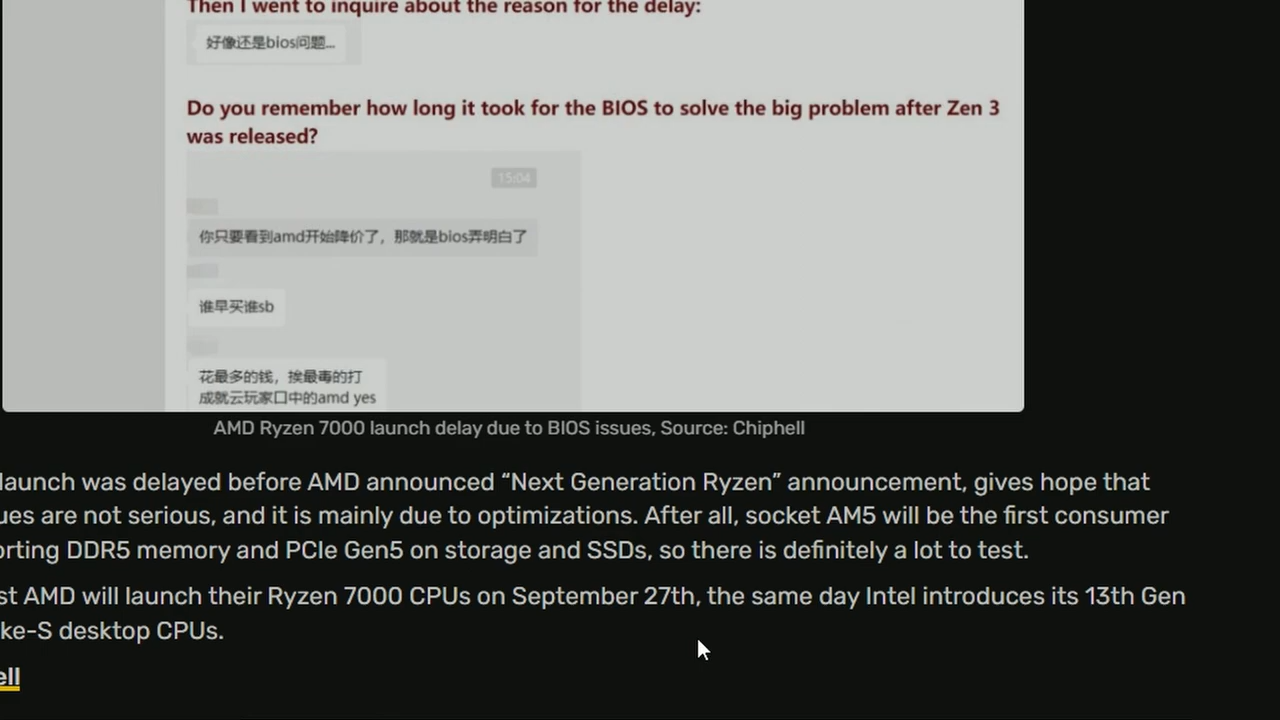 Then I went to inquire about the reason for the delay:
好像还是bios问题...
Do you remember how long it took for the BIOS to solve the big problem after Zen 3
was released?
15:04
你只要看到amd开始降价了，那就是bios弄明白了
谁早买谁sb
花最多的钱，挨最毒的打
成就云玩家口中的amd yes
AMD Ryzen 7000 launch delay due to BIOS issues, Source: Chiphell
launch was delayed before AMD announced “Next Generation Ryzen” announcement, gives hope that
ues are not serious, and it is mainly due to optimizations. After all, socket AM5 will be the first consumer
orting DDR5 memory and PCIe Gen5 on storage and SSDs, so there is definitely a lot to test.
st AMD will launch their Ryzen 7000 CPUs on September 27th, the same day Intel introduces its 13th Gen
ke-S desktop CPUs.
ell